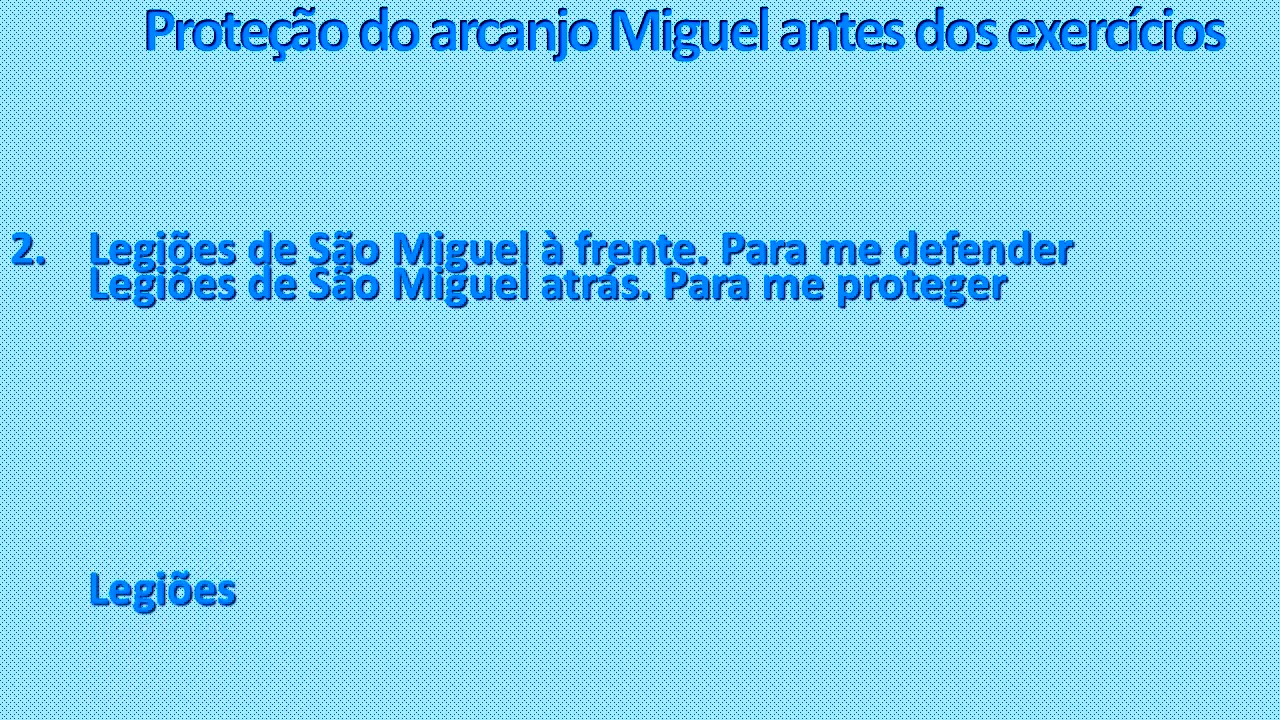 Proteção do arcanjo Miguel antes dos exercícios
2. Legiões de São Miguel à frente. Para me defender
Legiões de São Miguel atrás. Para me proteger
Legiões